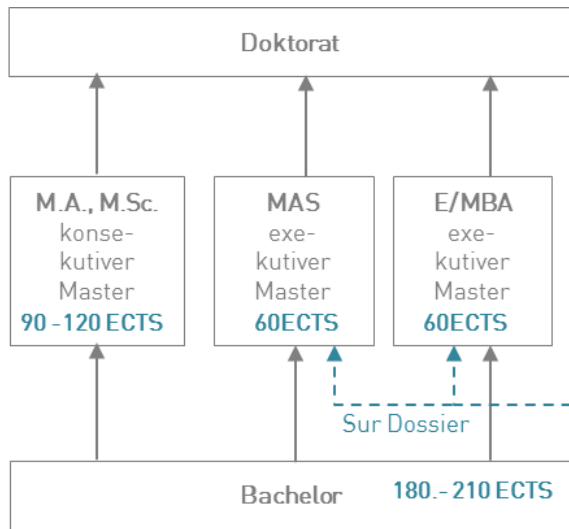 Doktorat
M.A., M.Sc.
konse-
kutiver
Master
90 - 120 ECTS
MAS
exe-
kutiver
Master
60ECTS
E/MBA
exe-
kutiver
Master
60ECTS
Sur Dossier
Bachelor
180.- 210 ECTS